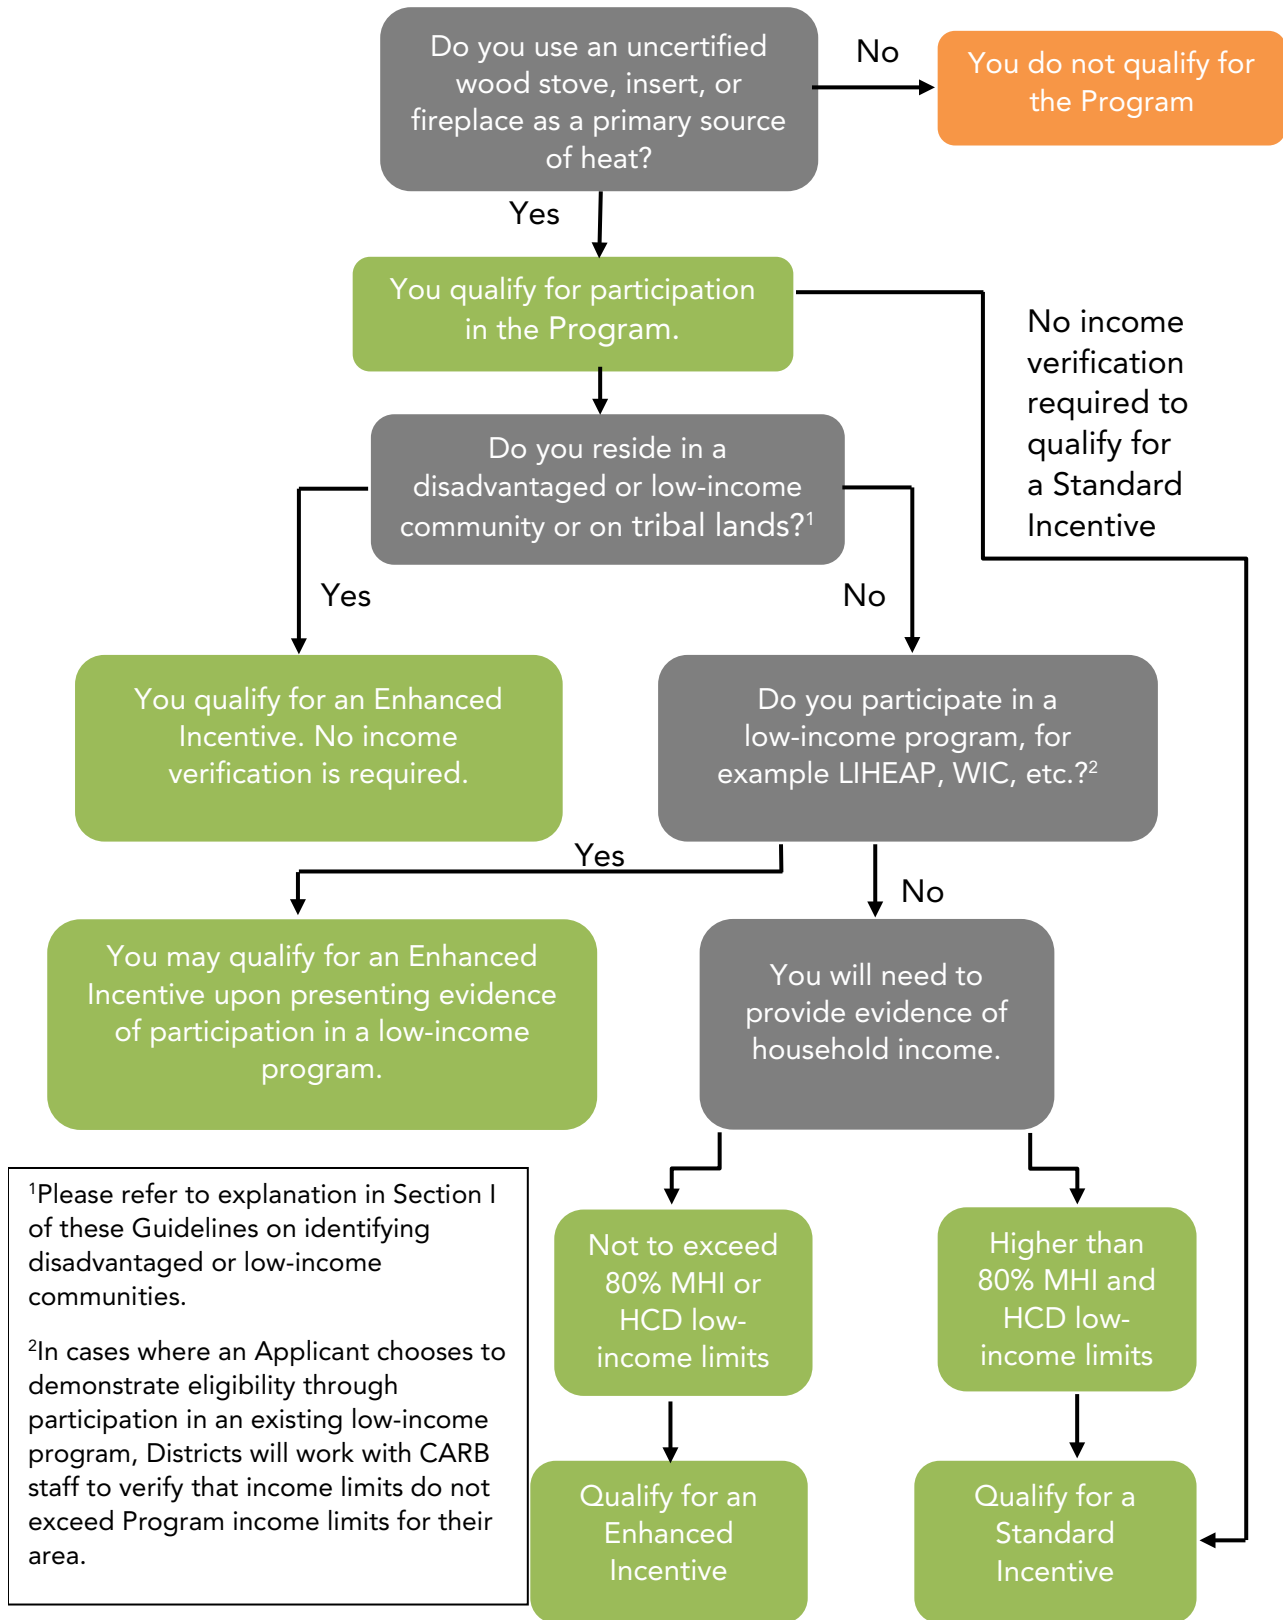 Do you use an uncertified
wood stove, insert, or
fireplace as a primary source
of heat?
No
You do not qualify for
the Program
Yes
You qualify for participation
in the Program.
No income
verification
required to
qualify for
a Standard
Incentive
Do you reside in a
disadvantaged or low-income
community or on tribal lands?¹
Yes
No
You qualify for an Enhanced
Incentive. No income
verification is required.
Do you participate in a
low-income program, for
example LIHEAP, WIC, etc.?²
Yes
No
You may qualify for an Enhanced
Incentive upon presenting evidence
of participation in a low-income
program.
You will need to
provide evidence of
household income.
¹Please refer to explanation in Section I
of these Guidelines on identifying
disadvantaged or low-income
communities.
²In cases where an Applicant chooses to
demonstrate eligibility through
participation in an existing low-income
program, Districts will work with CARB
staff to verify that income limits do not
exceed Program income limits for their
area.
Not to exceed
80% MHI or
HCD low-
income limits
Higher than
80% MHI and
HCD low-
income limits
Qualify for an
Enhanced
Incentive
Qualify for a
Standard
Incentive